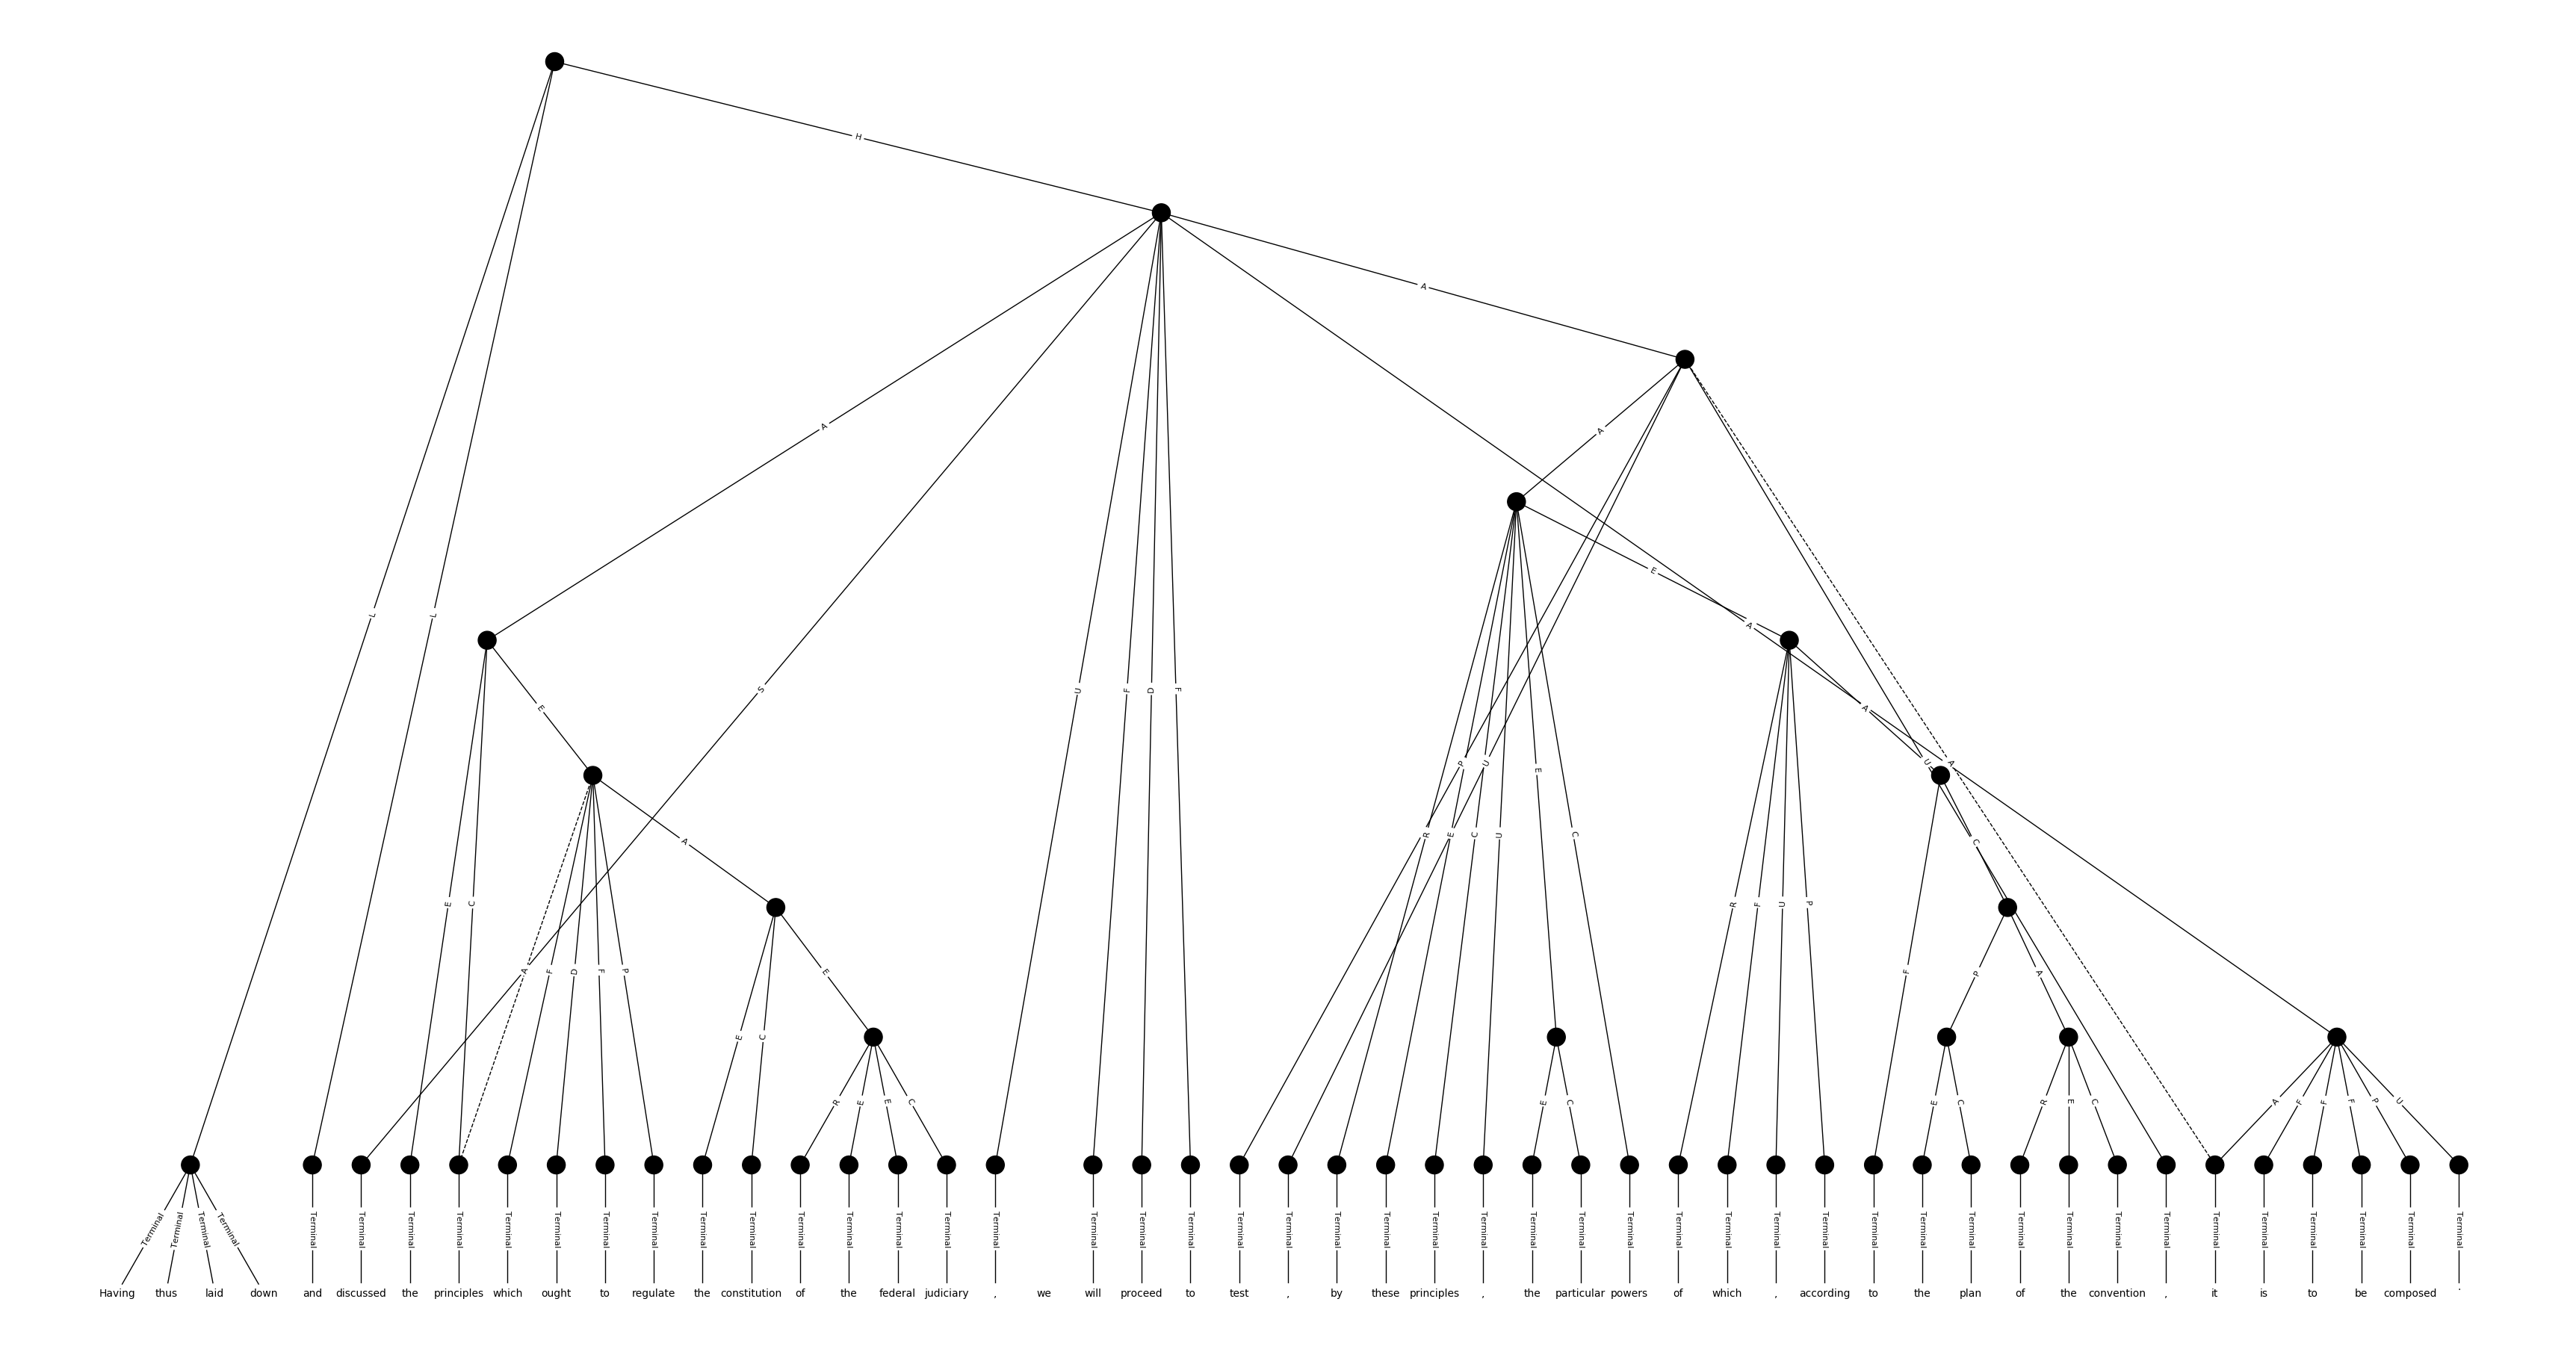 H
A
A
A
L
L
E
A
S
U
F
D
F
E
A
P
U
E
U
A
A
R
E
C
U
C
C
E
C
R
F
U
P
A
F
D
F
P
E
F
P
A
E
C
E
C
R
E
E
C
E
C
E
C
R
E
C
A
F
F
F
P
U
Terminal Terminal Terminal Terminal Terminal Terminal Terminal Terminal Terminal Terminal Terminal Terminal Terminal Terminal Terminal Terminal Terminal Terminal Terminal Terminal Terminal Terminal Terminal Terminal Terminal Terminal Terminal Terminal Terminal Terminal Terminal Terminal Terminal Terminal Terminal Terminal Terminal Terminal Terminal Terminal Terminal Terminal Terminal Terminal Terminal Terminal Terminal Terminal
Having thus laid down and discussed the principles which ought to regulate the constitution of the federal judiciary , we will proceed to test , by these principles , the particular powers of which , according to the plan of the convention , it is to be composed .